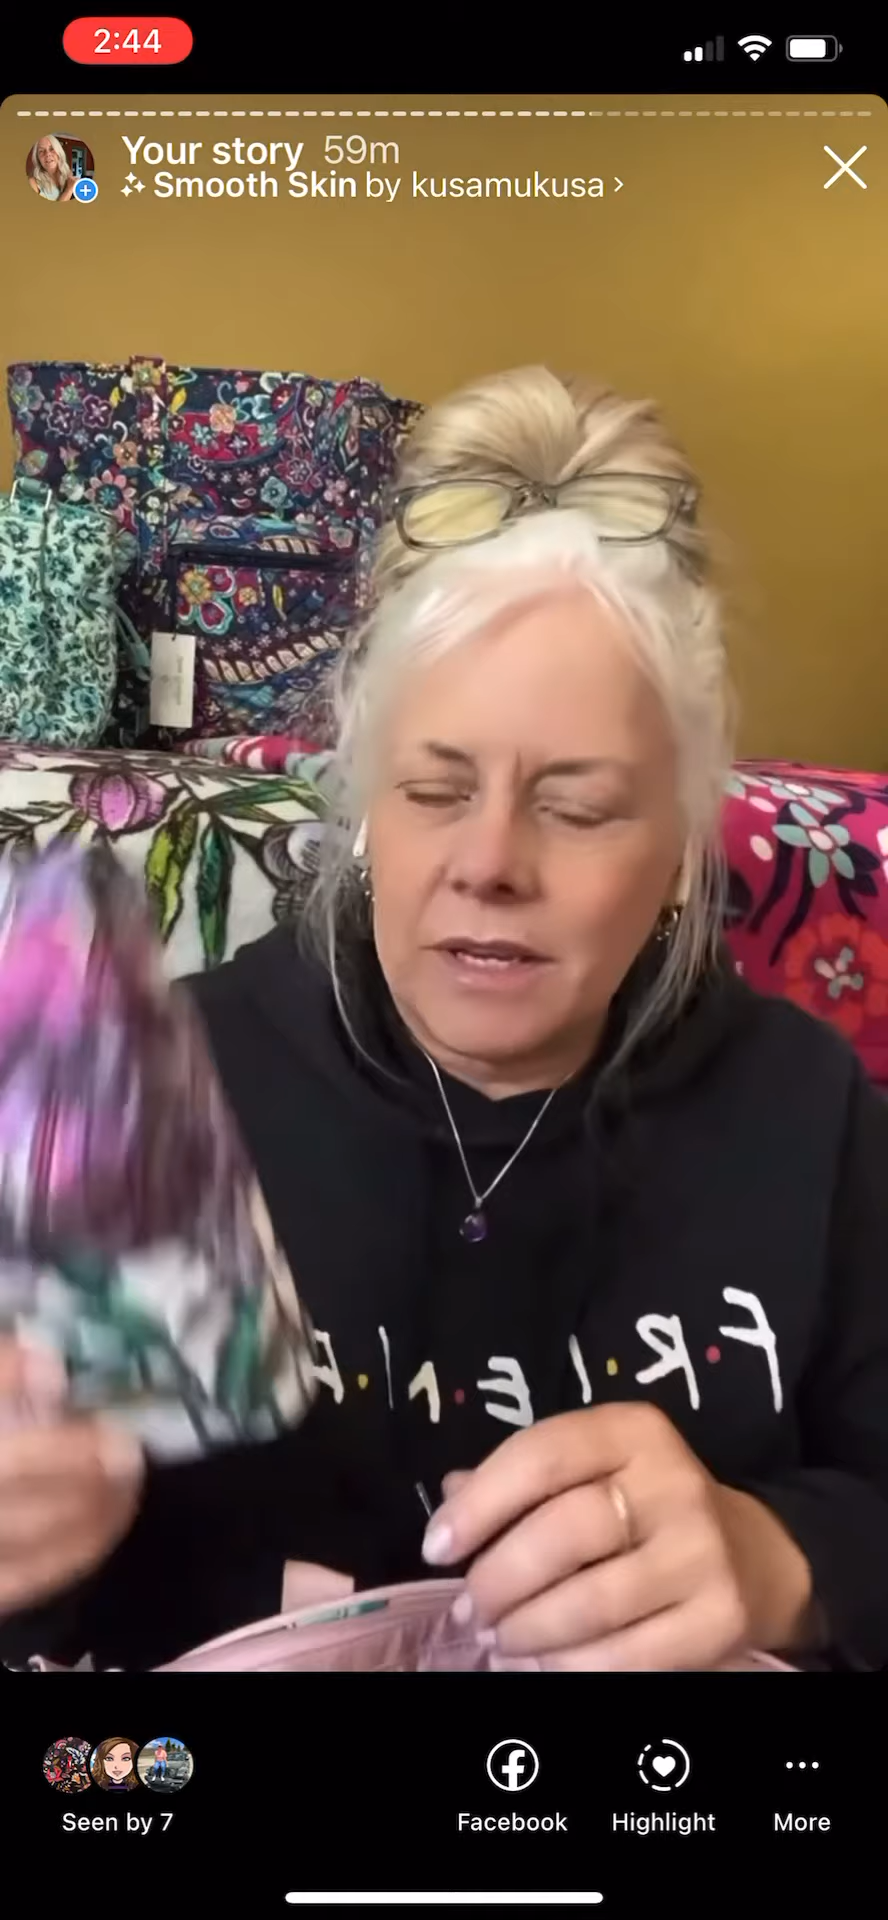 2:44
Your story 59m
Smooth Skin by kusamukusa >
F.R.I.E.N.
Seen by 7
Facebook
Highlight
More